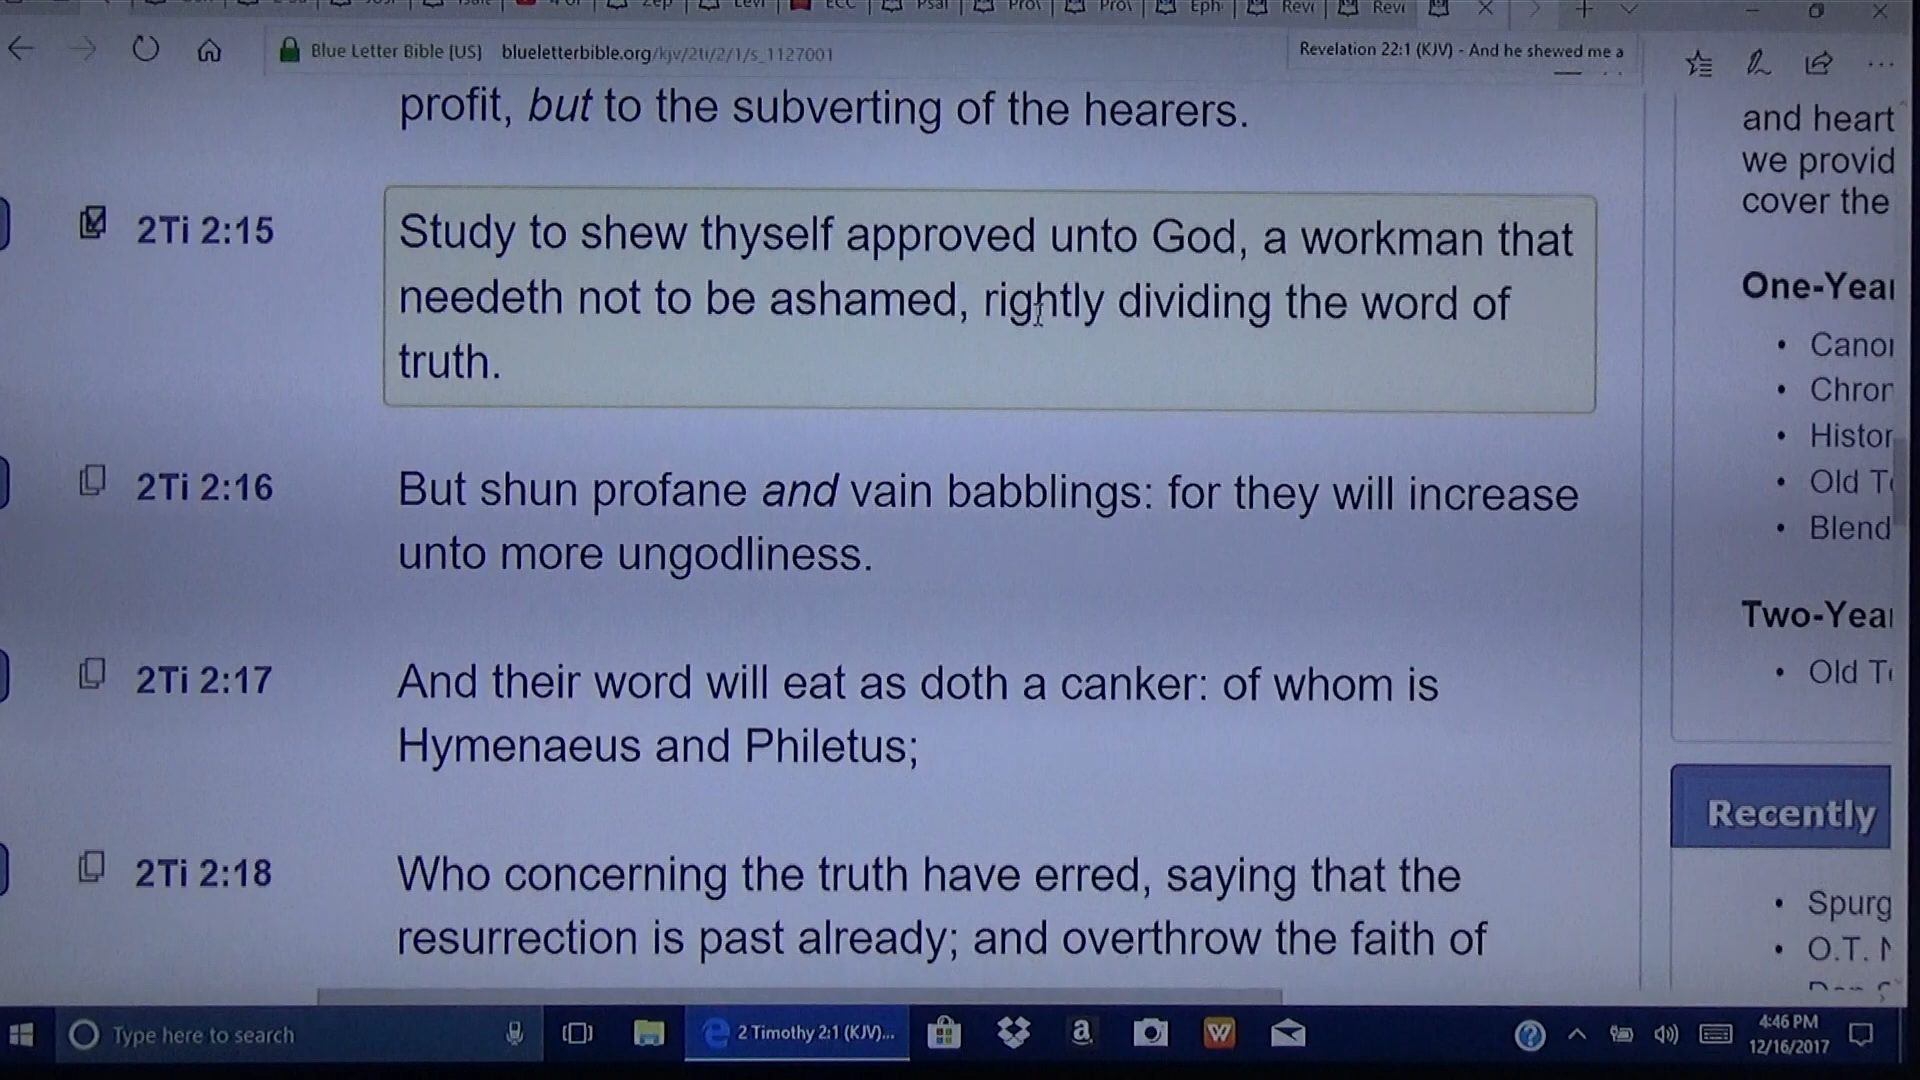 Blue Letter Bible [US] blueletterbible.org/kjv/2ti/2/1/s_1127001
Revelation 22:1 (KJV) - And he shewed me a
profit, but to the subverting of the hearers.
2Ti 2:15
Study to shew thyself approved unto God, a workman that
needeth not to be ashamed, rightly dividing the word of
truth.
2Ti 2:16
But shun profane and vain babblings: for they will increase
unto more ungodliness.
2Ti 2:17
And their word will eat as doth a canker: of whom is
Hymenaeus and Philetus;
2Ti 2:18
Who concerning the truth have erred, saying that the
resurrection is past already; and overthrow the faith of
and heart
we provid
cover the
One-Year
• Canon
• Chron
• Histor
• Old Te
• Blend
Two-Year
• Old Te
Recently
• Spurg
• O.T.
Type here to search
2 Timothy 2:1 (KJV)...
4:46 PM
12/16/2017